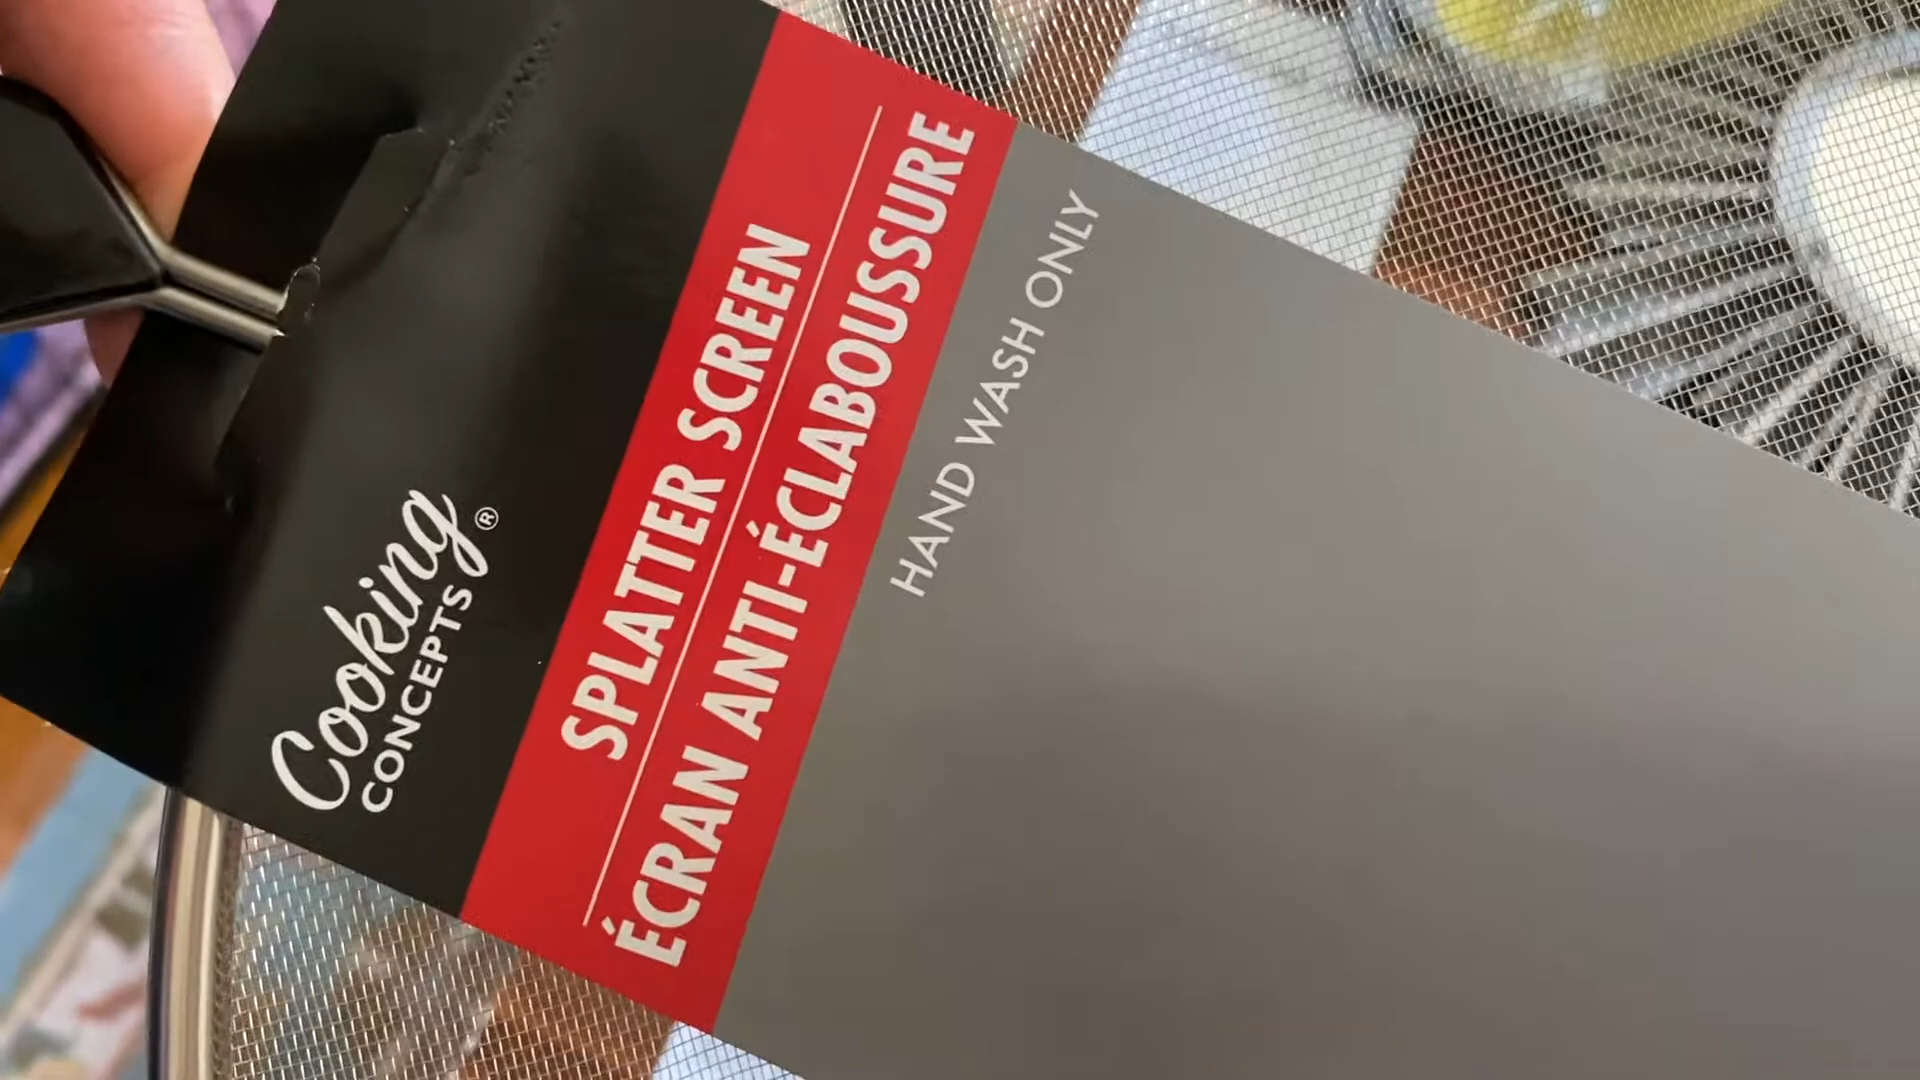 Cooking®
CONCEPTS
SPLATTER SCREEN
ÉCRAN ANTI-ÉCLABOUSSURE
HAND WASH ONLY